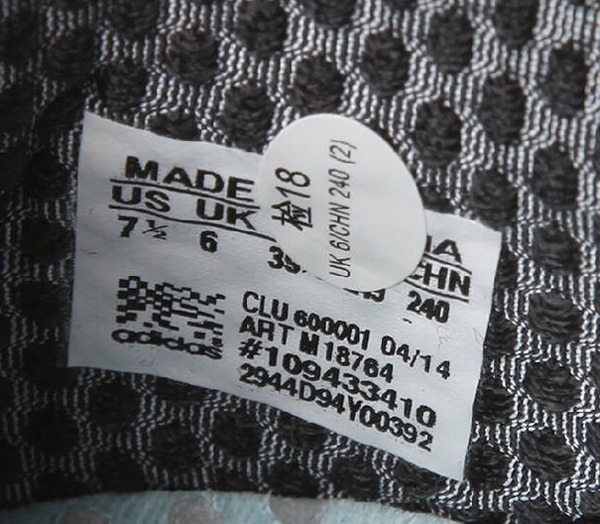 MADE
US UK CHN
7½ 6 240
CLU 600001 04/14
ART M18764
#109433410
2944D94Y00392
adidas
检18
UK 6/CHN 240 (2)